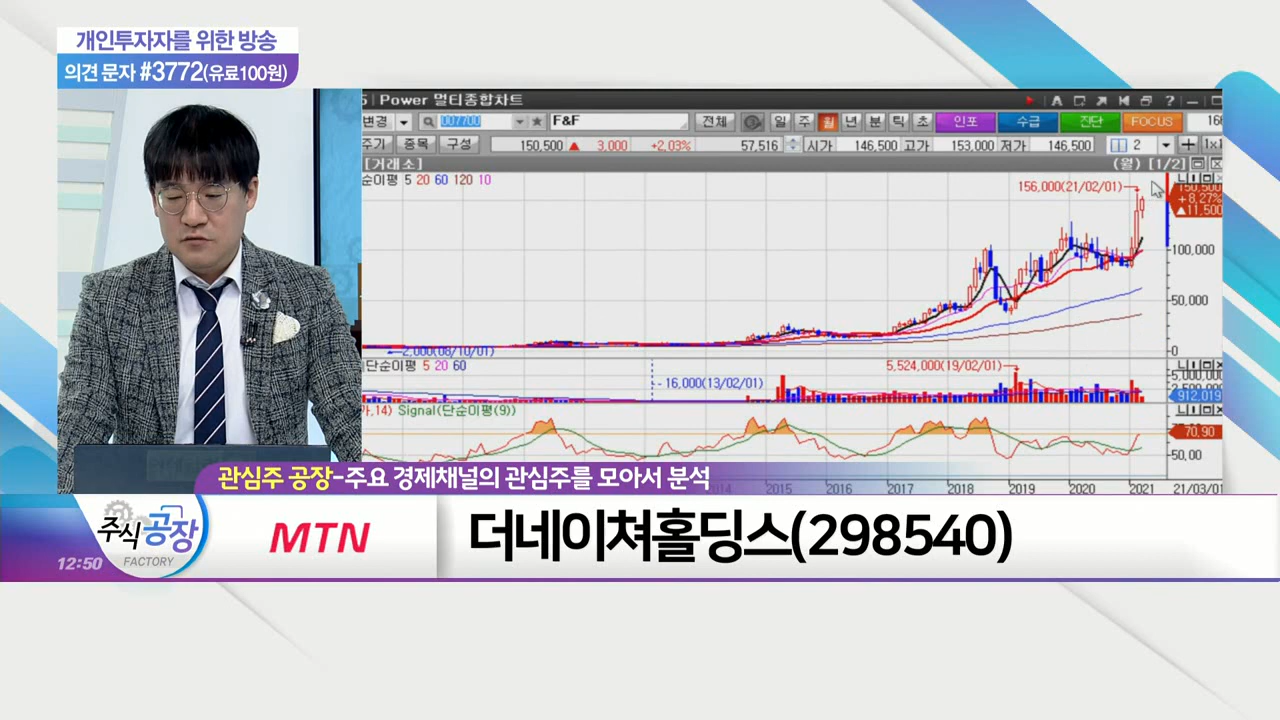 개인투자자를 위한 방송
의견 문자 #3772(유료100원)
Power 멀티종합차트
변경 007700 F&F 전체 일 주 월 년 분 틱 초 인포 수급 진단 FOCUS
주기 종목 구성 150,500 ▲ 3,000 +2,03% 57,516 시가 146,500 고가 153,000 저가 146,500 2 1x1
[거래소] (월) [1/2]
순이평 5 20 60 120 10
156,000(21/02/01)
150,500
+8,27%
▲11,500
100,000
50,000
0
2,000(08/10/01)
단순이평 5 20 60
5,524,000(19/02/01)
16,000(13/02/01)
5,000,000
912,019
,14) Signal(단순이평(9))
70,90
50,00
관심주 공장-주요 경제채널의 관심주를 모아서 분석
2015 2016 2017 2018 2019 2020 2021 21/03/01
주식공장
FACTORY
12:50
MTN
더네이쳐홀딩스(298540)